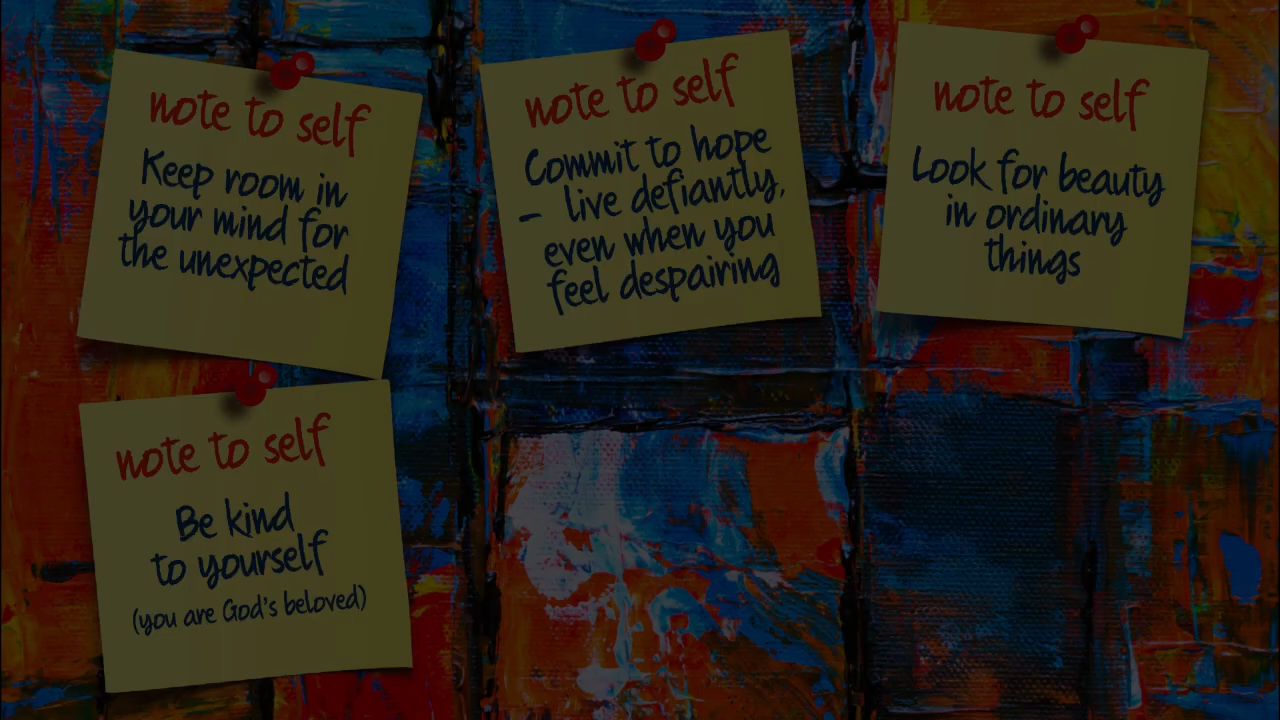 note to self
Keep room in
your mind for
the unexpected
note to self
Commit to hope
– live defiantly,
even when you
feel despairing
note to self
Look for beauty
in ordinary
things
note to self
Be kind
to yourself
(you are God's beloved)